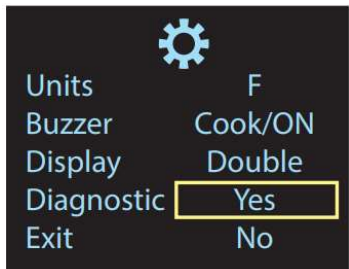 Units F
Buzzer Cook/ON
Display Double
Diagnostic Yes
Exit No